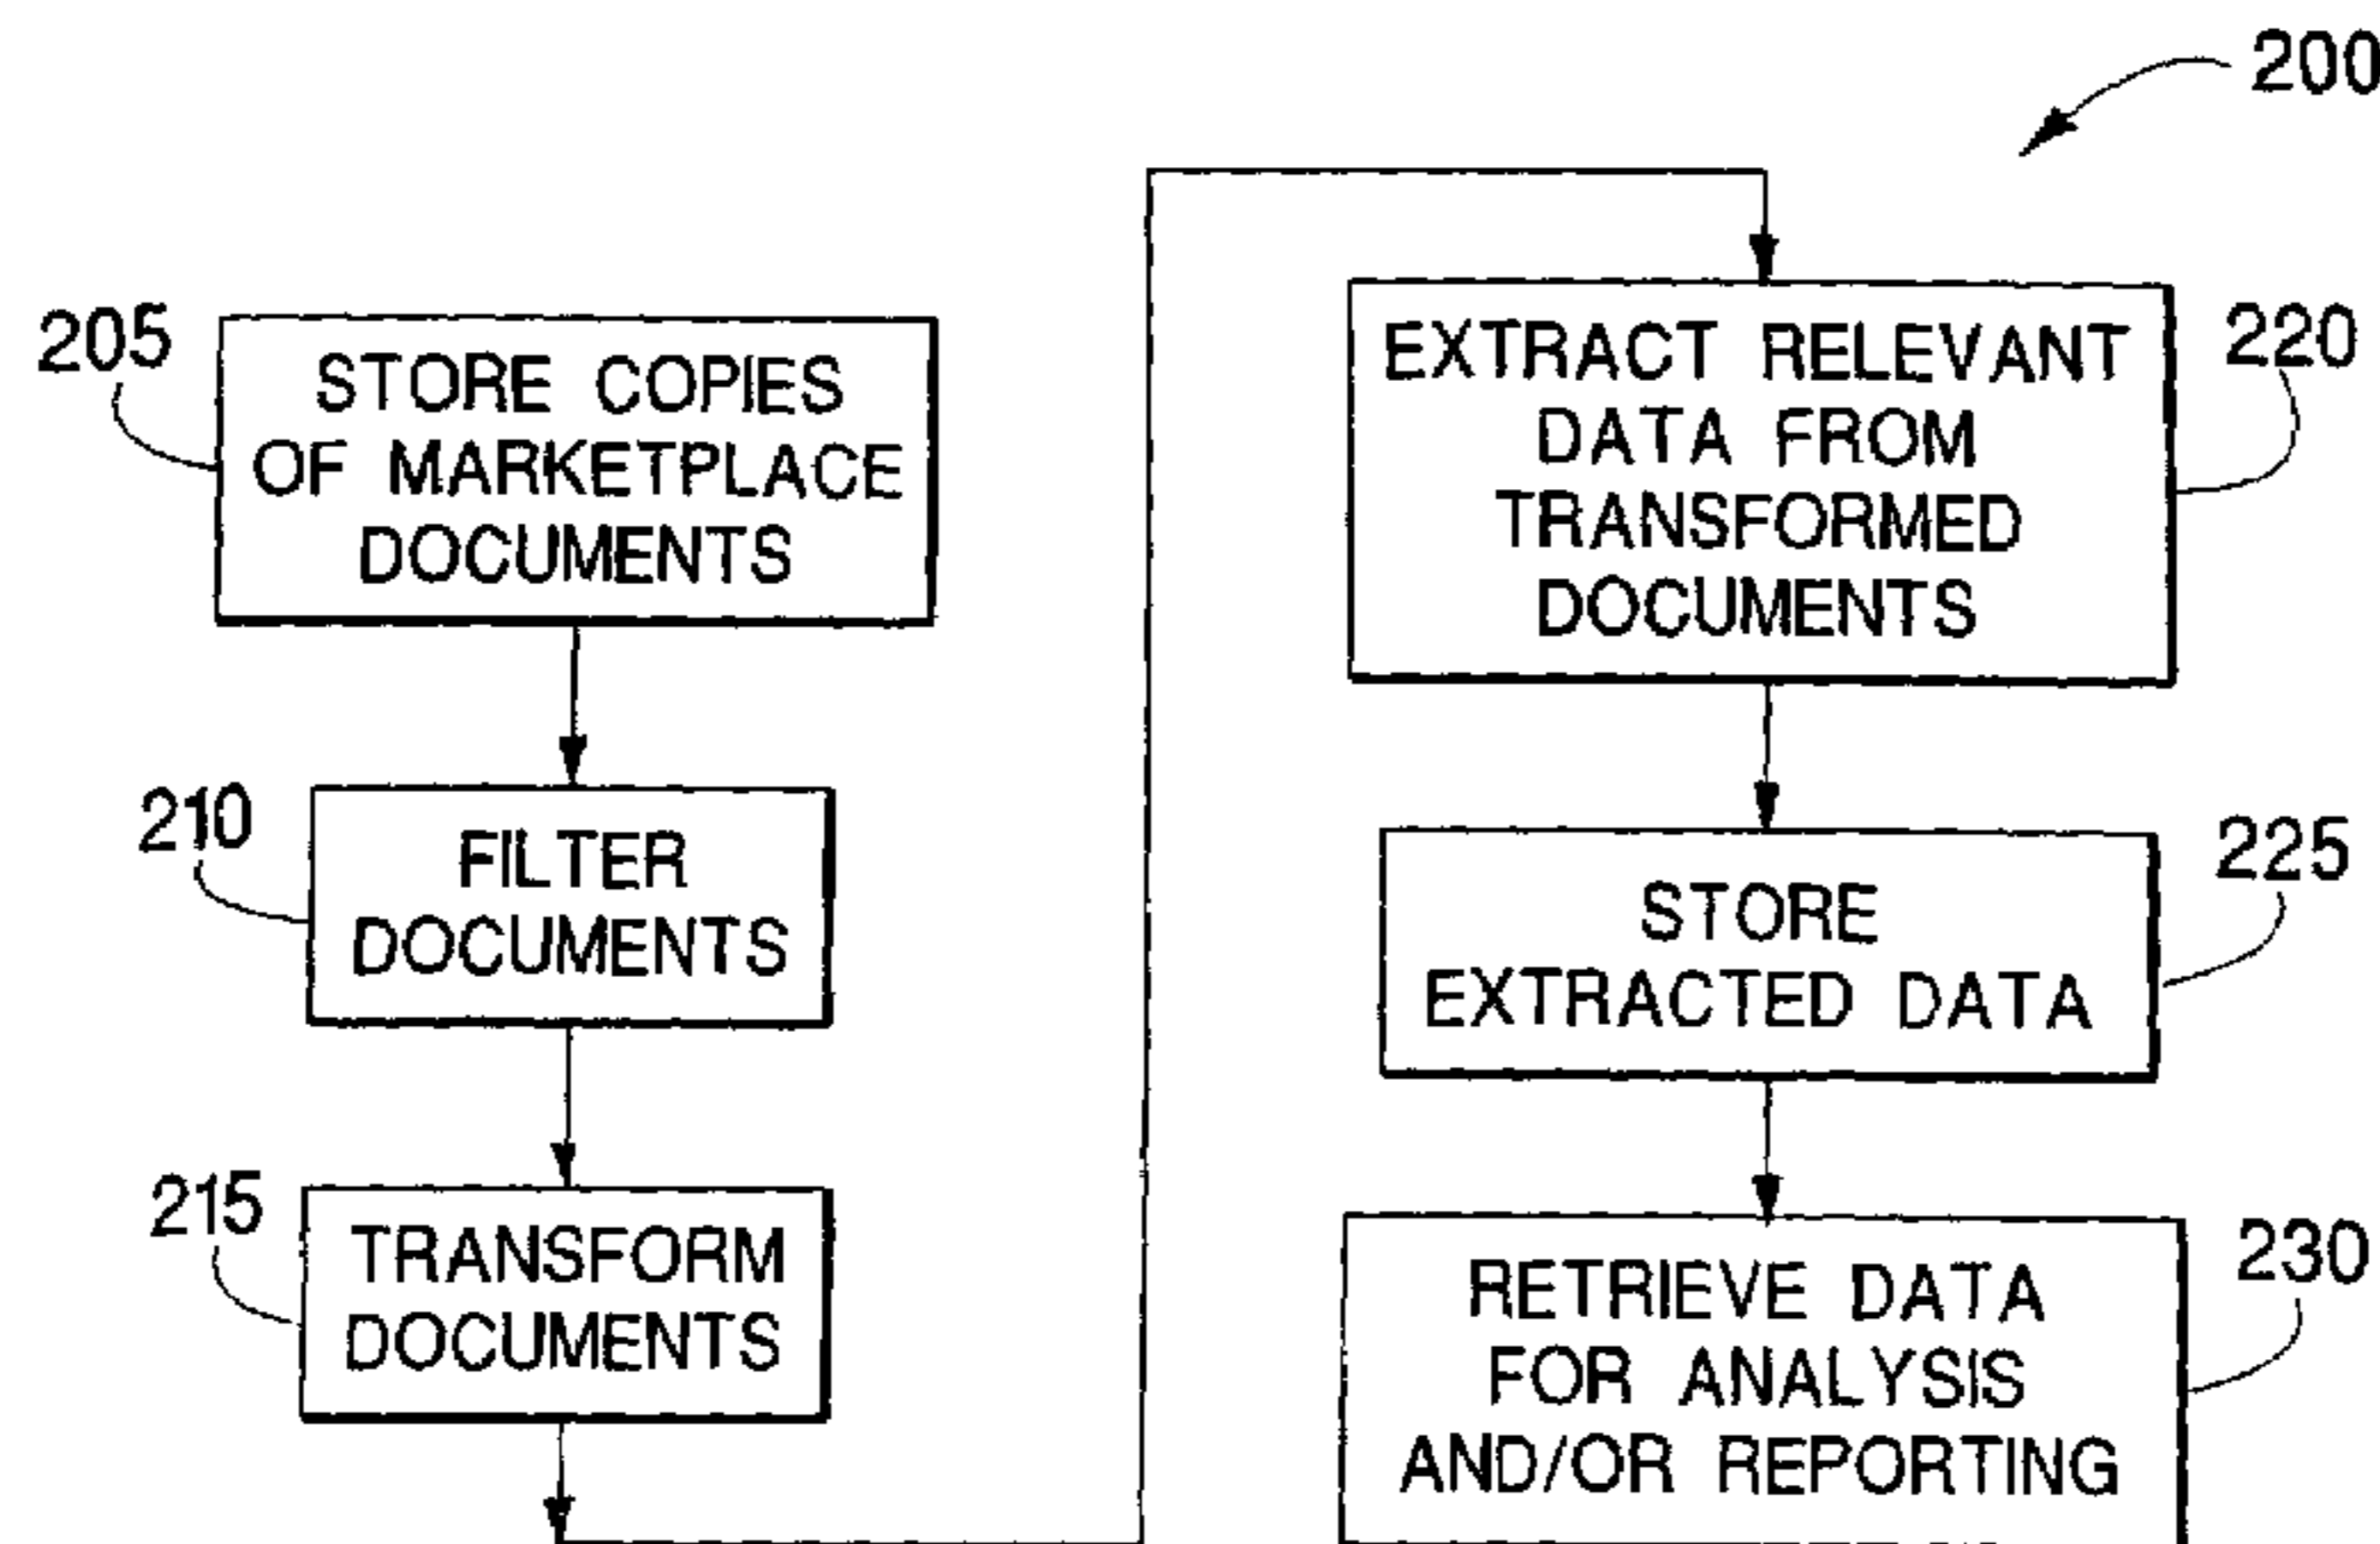 200
205
STORE COPIES
OF MARKETPLACE
DOCUMENTS
210
FILTER
DOCUMENTS
215
TRANSFORM
DOCUMENTS
220
EXTRACT RELEVANT
DATA FROM
TRANSFORMED
DOCUMENTS
225
STORE
EXTRACTED DATA
230
RETRIEVE DATA
FOR ANALYSIS
AND/OR REPORTING